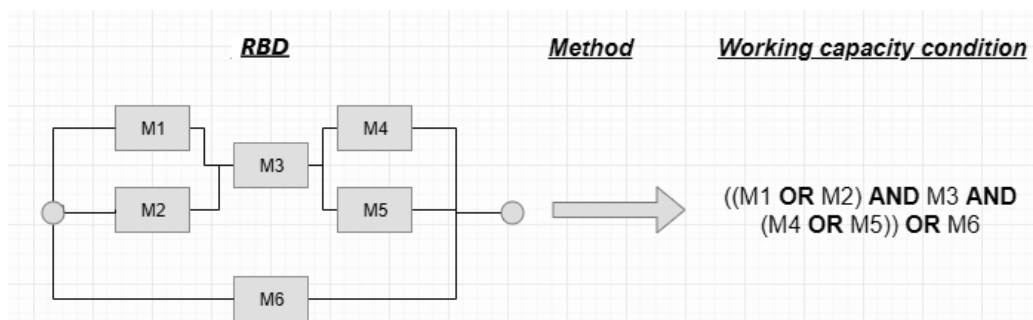 RBD
Method
Working capacity condition
M1
M4
M3
M2
M5
((M1 OR M2) AND M3 AND
(M4 OR M5)) OR M6
M6